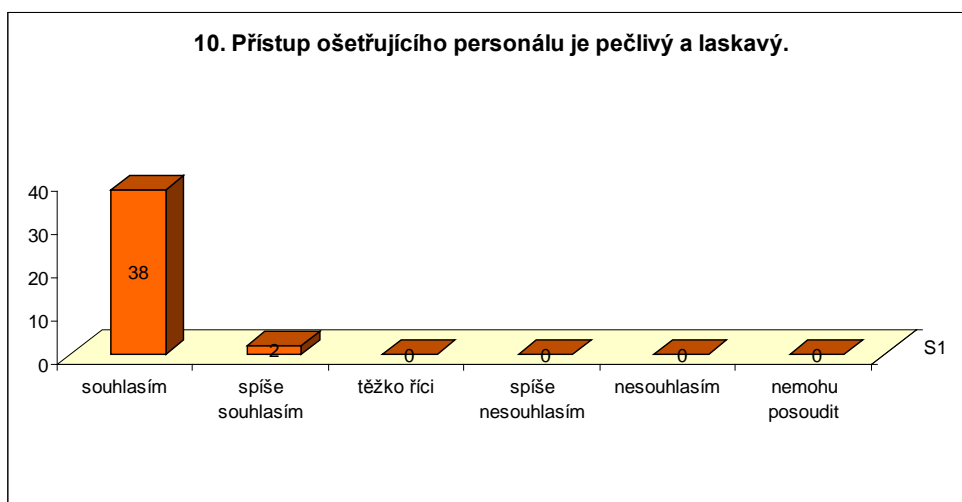 10. Přístup ošetřujícího personálu je pečlivý a laskavý.
40
30
20
10
0
38
2
0
0
0
0
S1
souhlasím
spíše
souhlasím
těžko říci
spíše
nesouhlasím
nesouhlasím
nemohu
posoudit